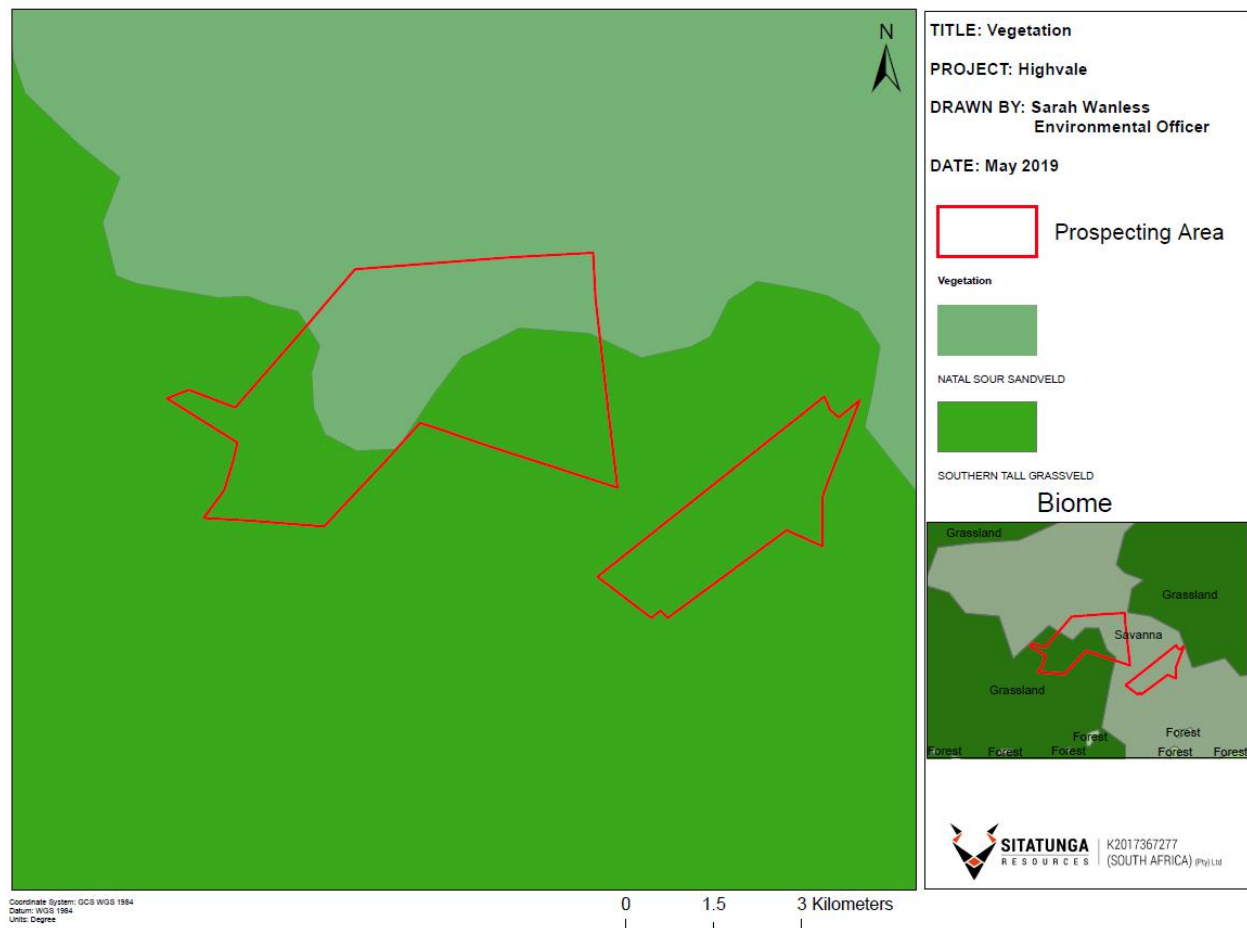 N
TITLE: Vegetation
PROJECT: Highvale
DRAWN BY: Sarah Wanless
Environmental Officer
DATE: May 2019
Prospecting Area
Vegetation
NATAL SOUR SANDVELD
SOUTHERN TALL GRASSVELD
Biome
Grassland
Grassland
Savanna
Grassland
Forest
Forest
Forest
Forest
Forest
Forest
Forest
SITATUNGA
RESOURCES
K2017367277
(SOUTH AFRICA) (Pty) Ltd
Coordinate System: GCS WGS 1984
Datum: WGS 1984
Units: Degree
0 1.5 3 Kilometers